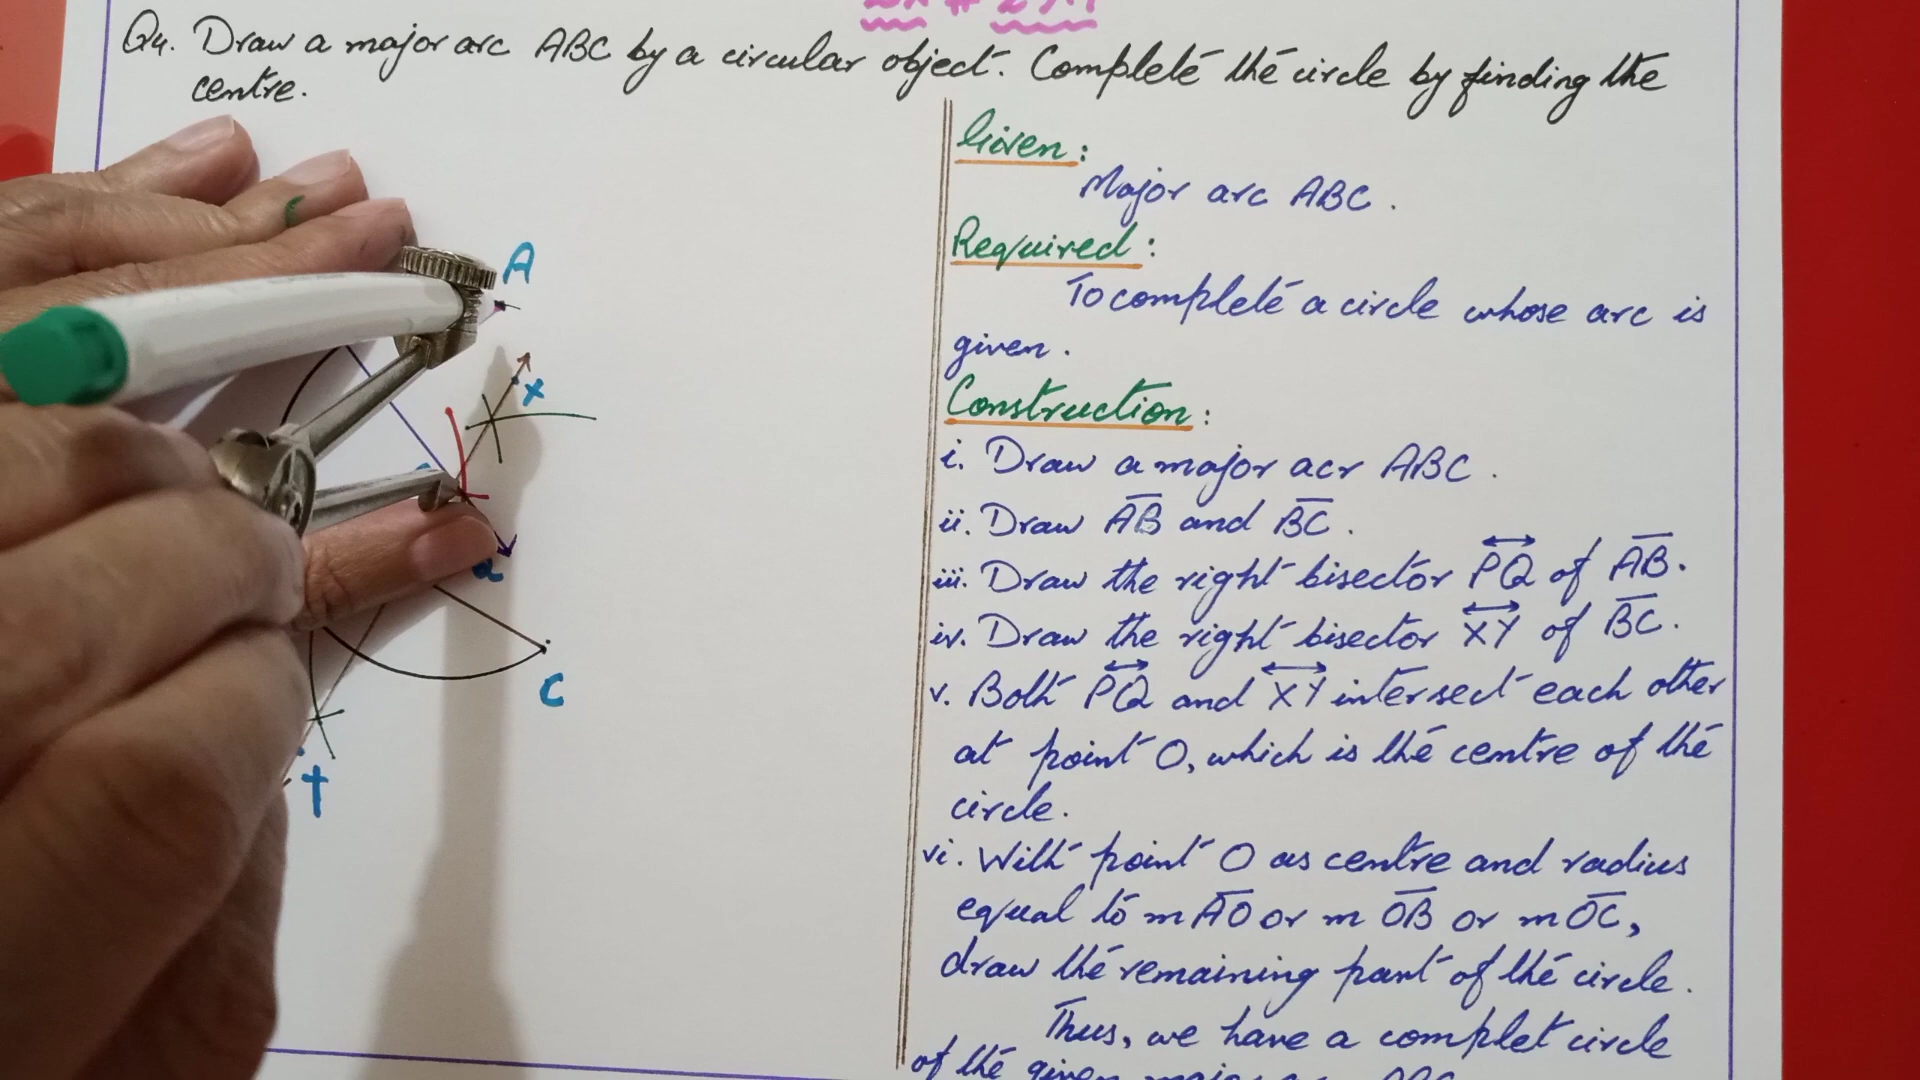 Q4. Draw a major arc ABC by a circular object. Complete the circle by finding the
centre.
Given:
Major arc ABC.
Required:
To complete a circle whose arc is
given.
Construction:
i. Draw a major acr ABC.
ii. Draw AB and BC.
iii. Draw the right bisector PQ of AB.
iv. Draw the right bisector XY of BC.
v. Both PQ and XY intersect each other
at point O, which is the centre of the
circle.
vi. With point O as centre and radius
equal to mAO or mOB or mOC,
draw the remaining part of the circle.
Thus, we have a complet circle
of the given
A
X
Q
C